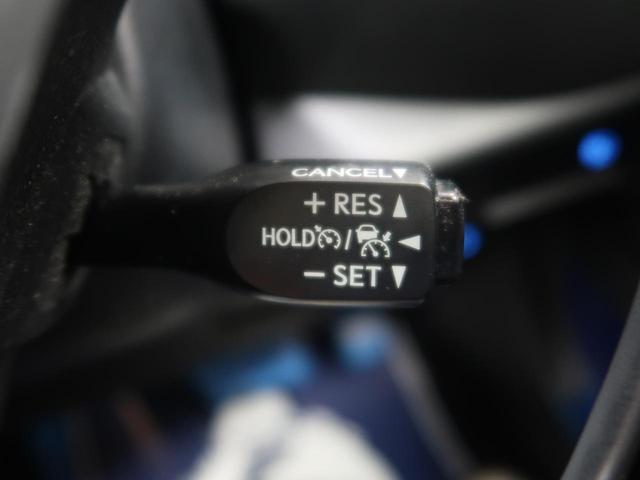 CANCEL▼
+ RES ▲
HOLD / ◀
− SET ▼